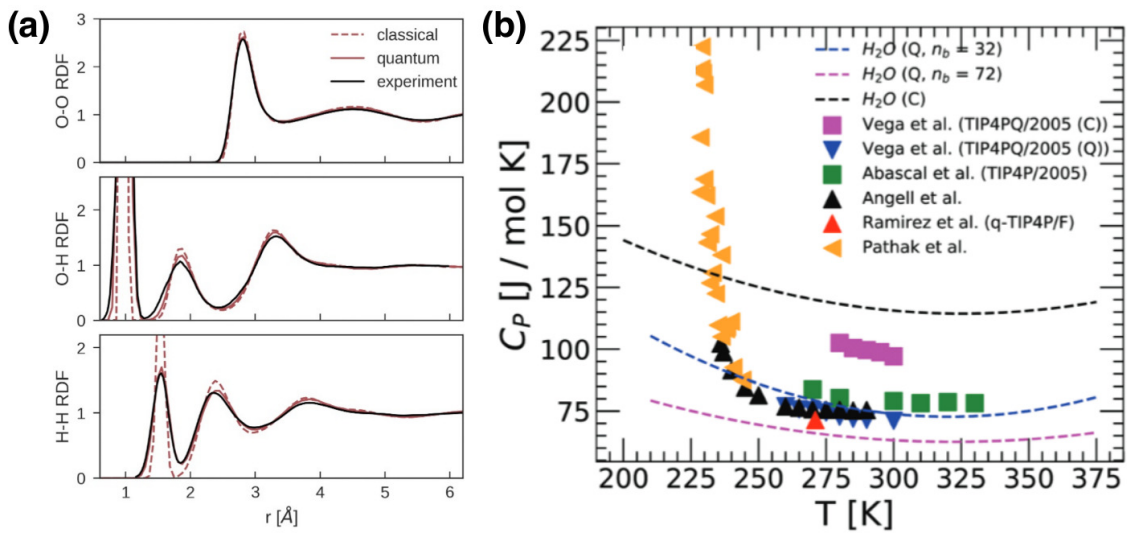 (a)
3
2
1
0
O-O RDF
classical
quantum
experiment
2
1
0
O-H RDF
2
1
0
H-H RDF
1 2 3 4 5 6
r [Å]
(b)
225
200
175
150
125
100
75
C_P [J / mol K]
H_2O (Q, n_b = 32)
H_2O (Q, n_b = 72)
H_2O (C)
Vega et al. (TIP4PQ/2005 (C))
Vega et al. (TIP4PQ/2005 (Q))
Abascal et al. (TIP4P/2005)
Angell et al.
Ramirez et al. (q-TIP4P/F)
Pathak et al.
200 225 250 275 300 325 350 375
T [K]